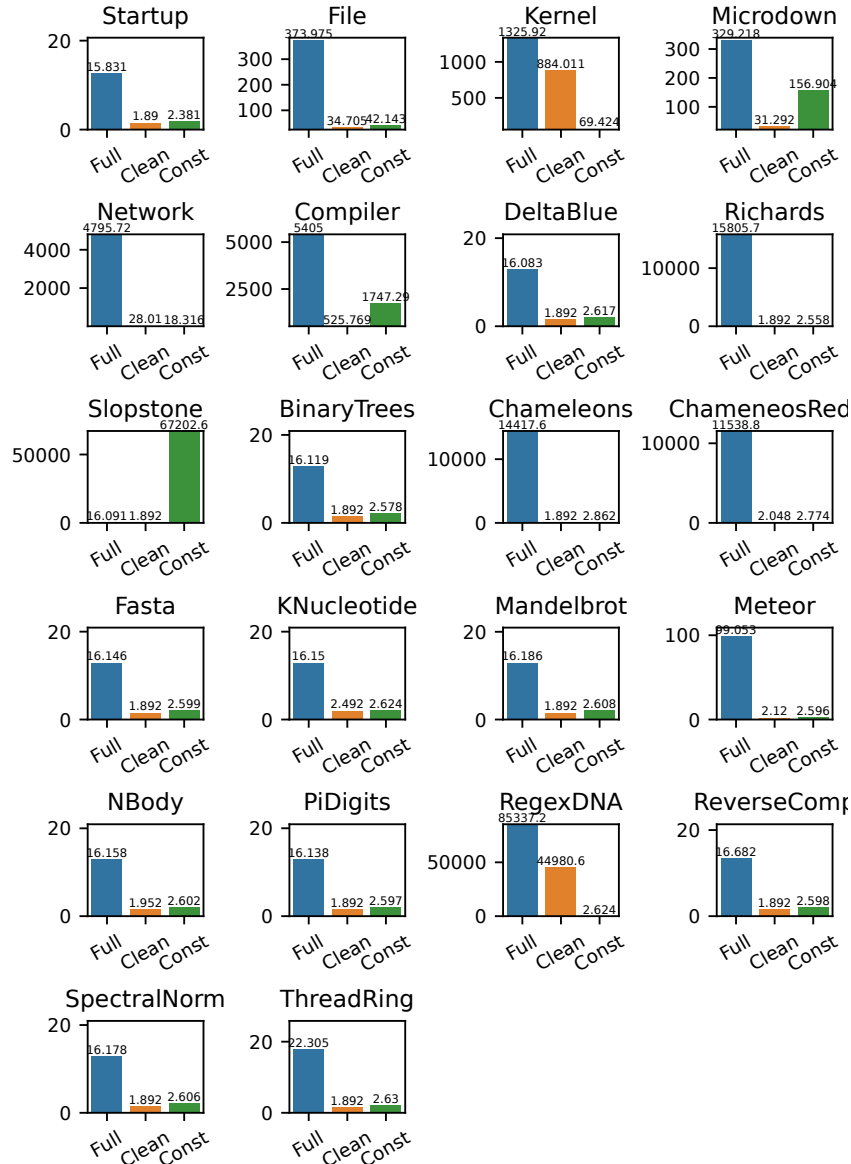 Startup File Kernel Microdown
20 15.831 1.89 2.381 0
300 200 100 373.975 34.705 42.143
1000 500 1325.92 884.011 69.424
300 200 100 329.218 31.292 156.904
Full Clean Const Full Clean Const Full Clean Const Full Clean Const
Network Compiler DeltaBlue Richards
4000 2000 4795.72 28.01 18.316
5000 2500 5405 525.769 1747.29
20 0 16.083 1.892 2.617
10000 0 15805.7 1.892 2.558
Full Clean Const Full Clean Const Full Clean Const Full Clean Const
Slopstone BinaryTrees Chameleons ChameneosRed
50000 0 16.091 1.892 67202.6
20 0 16.119 1.892 2.578
10000 0 14417.6 1.892 2.862
10000 0 11538.8 2.048 2.774
Full Clean Const Full Clean Const Full Clean Const Full Clean Const
Fasta KNucleotide Mandelbrot Meteor
20 0 16.146 1.892 2.599
20 0 16.15 2.492 2.624
20 0 16.186 1.892 2.608
100 0 99.053 2.12 2.596
Full Clean Const Full Clean Const Full Clean Const Full Clean Const
NBody PiDigits RegexDNA ReverseComp
20 0 16.158 1.952 2.602
20 0 16.138 1.892 2.597
50000 0 85337.2 44980.6 2.624
20 0 16.682 1.892 2.598
Full Clean Const Full Clean Const Full Clean Const Full Clean Const
SpectralNorm ThreadRing
20 0 16.178 1.892 2.606
20 0 22.305 1.892 2.63
Full Clean Const Full Clean Const